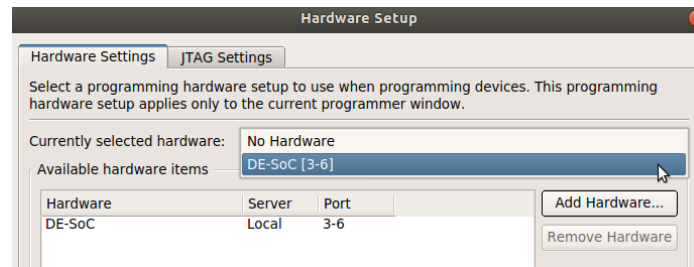 Hardware Setup
Hardware Settings JTAG Settings
Select a programming hardware setup to use when programming devices. This programming
hardware setup applies only to the current programmer window.
Currently selected hardware: No Hardware
DE-SoC [3-6]
Available hardware items
Hardware Server Port
DE-SoC Local 3-6
Add Hardware...
Remove Hardware